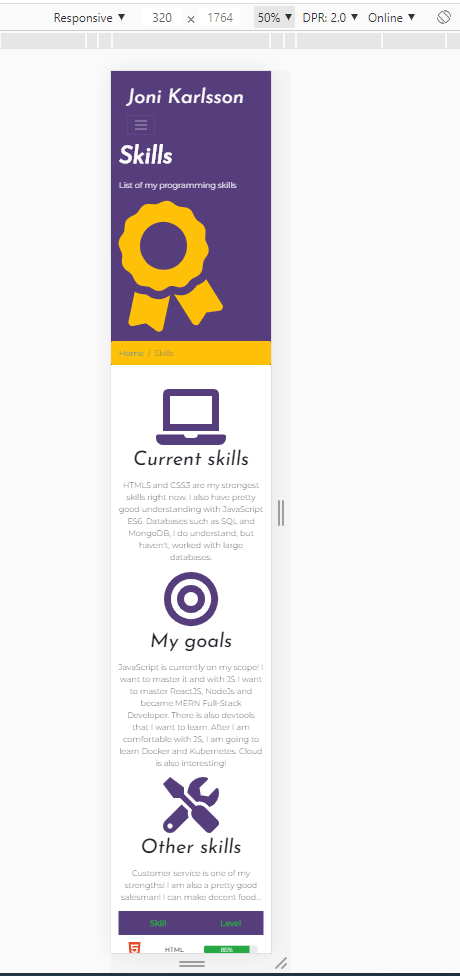 Responsive ▼ 320 × 1764 50% ▼ DPR: 2.0 ▼ Online ▼
Joni Karlsson
Skills
List of my programming skills
Home / Skills
Current skills
HTML5 and CSS3 are my strongest
skills right now. I also have pretty
good understanding with JavaScript
ES6. Databases such as SQL and
MongoDB, I do understand, but
haven't, worked with large
databases.
My goals
JavaScript is currently on my scope! I
want to master it and with JS I want
to master ReactJS, NodeJs and
became MERN Full-Stack
Developer. There is also devtools
that I want to learn. After I am
comfortable with JS, I am going to
learn Docker and Kubernetes. Cloud
is also interesting!
Other skills
Customer service is one of my
strengths! I am also a pretty good
salesman! I can make decent food...
Skill Level
HTML 85%